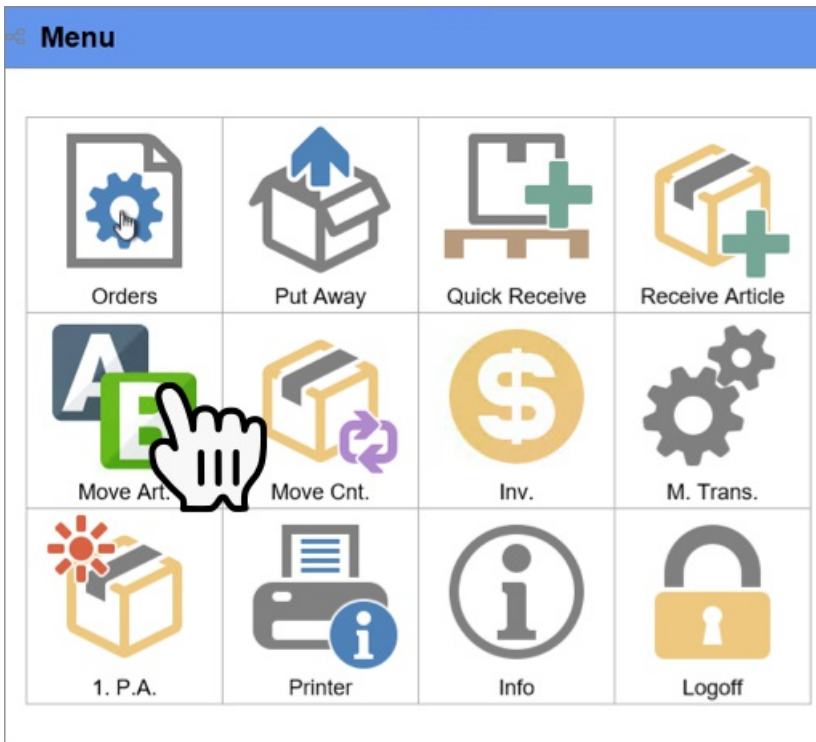 Menu
Orders
Put Away
Quick Receive
Receive Article
A
B
$
Move Art.
Move Cnt.
Inv.
M. Trans.
i
i
1. P.A.
Printer
Info
Logoff